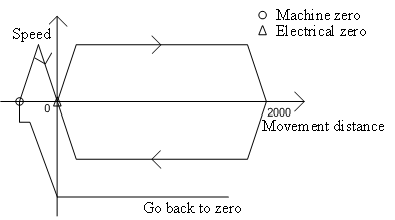 Machine zero
Electrical zero
Speed
0
2000
Movement distance
Go back to zero